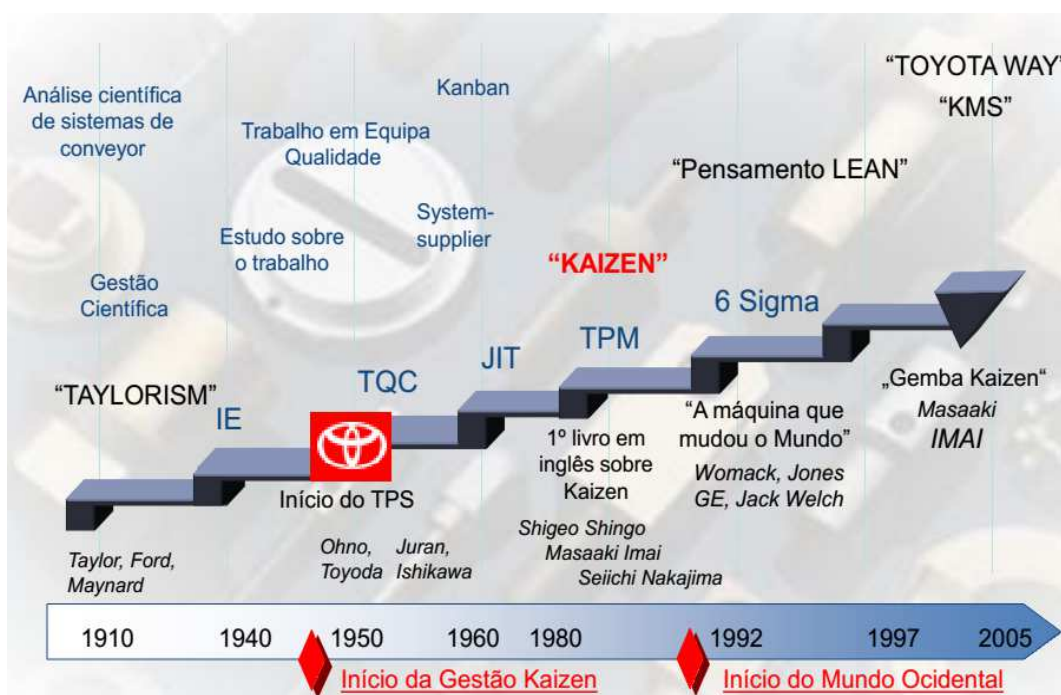 “TOYOTA WAY”
“KMS”
Kanban
Análise científica
de sistemas de
conveyor
Trabalho em Equipa
Qualidade
“Pensamento LEAN”
System-
supplier
Estudo sobre
o trabalho
“KAIZEN”
Gestão
Científica
6 Sigma
TPM
JIT
TQC
“TAYLORISM”
IE
„Gemba Kaizen“
Masaaki
IMAI
“A máquina que
mudou o Mundo”
Womack, Jones
GE, Jack Welch
1º livro em
inglês sobre
Kaizen
Início do TPS
Shigeo Shingo
Masaaki Imai
Seiichi Nakajima
Ohno,
Toyoda
Juran,
Ishikawa
Taylor, Ford,
Maynard
1910 1940 1950 1960 1980 1992 1997 2005
Início da Gestão Kaizen
Início do Mundo Ocidental